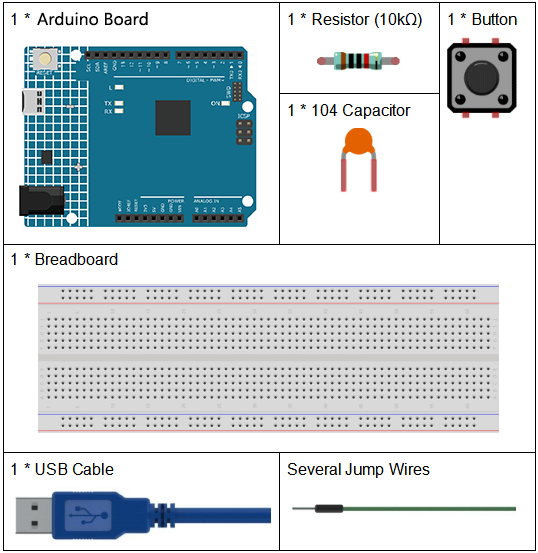 1 * Arduino Board
1 * Resistor (10kΩ)
1 * Button
RESET
DIGITAL - PWM~
L
TX
RX
ON
ICSP
1 * 104 Capacitor
POWER
ANALOG IN
1 * Breadboard
1 * USB Cable
Several Jump Wires